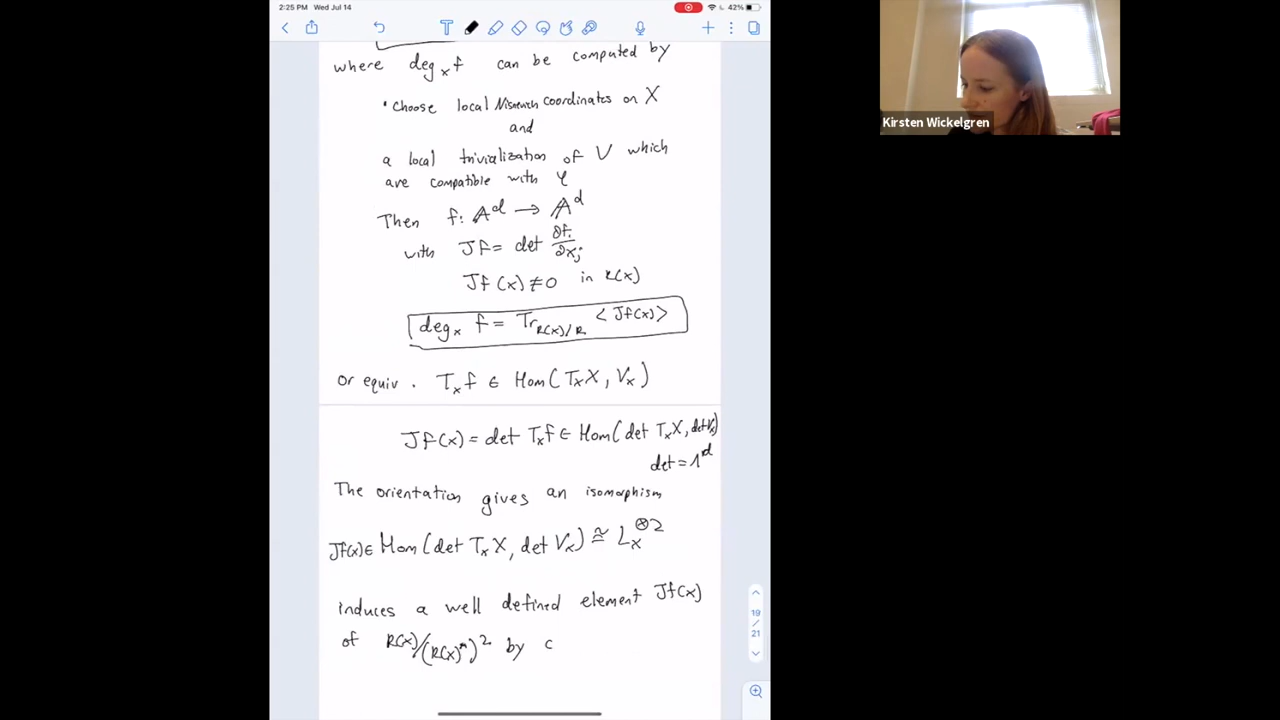 2:25 PM Wed Jul 14
42%
where deg_x f can be computed by
• Choose local Nisnevich coordinates on X
and
a local trivialization of V which
are compatible with φ
Then f: 𝔸^d → 𝔸^d
with Jf = det ∂f_i/∂x_j
Jf(x) ≠ 0 in k(x)
deg_x f = Tr_{k(x)/k} <Jf(x)>
Or equiv. T_x f ∈ Hom(T_x X, V_x)
Jf(x) = det T_x f ∈ Hom(det T_x X, det V_x)
det = Λ^d
The orientation gives an isomorphism
Jf(x) ∈ Hom(det T_x X, det V_x) ≅ L_x^{⊗2}
induces a well defined element Jf(x)
of k(x)/(k(x)^*)^2 by c
19
/
21
Kirsten Wickelgren